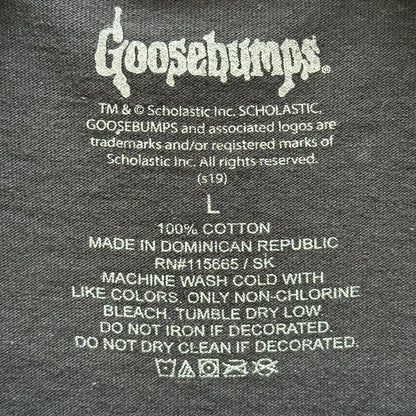 Goosebumps®
TM & © Scholastic Inc. SCHOLASTIC,
GOOSEBUMPS and associated logos are
trademarks and/or registered marks of
Scholastic Inc. All rights reserved.
(s19)
L
100% COTTON
MADE IN DOMINICAN REPUBLIC
RN#115665 / SK
MACHINE WASH COLD WITH
LIKE COLORS. ONLY NON-CHLORINE
BLEACH. TUMBLE DRY LOW.
DO NOT IRON IF DECORATED.
DO NOT DRY CLEAN IF DECORATED.